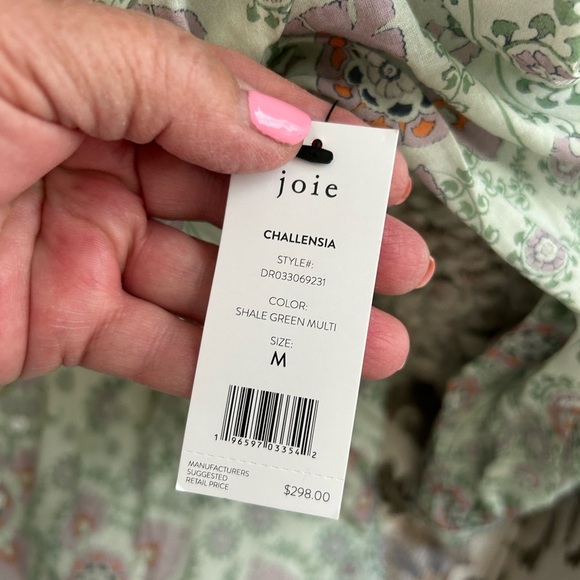 joie
CHALLENSIA
STYLE#:
DR033069231
COLOR:
SHALE GREEN MULTI
SIZE:
M
1 96597 03354 2
MANUFACTURERS
SUGGESTED
RETAIL PRICE
$298.00